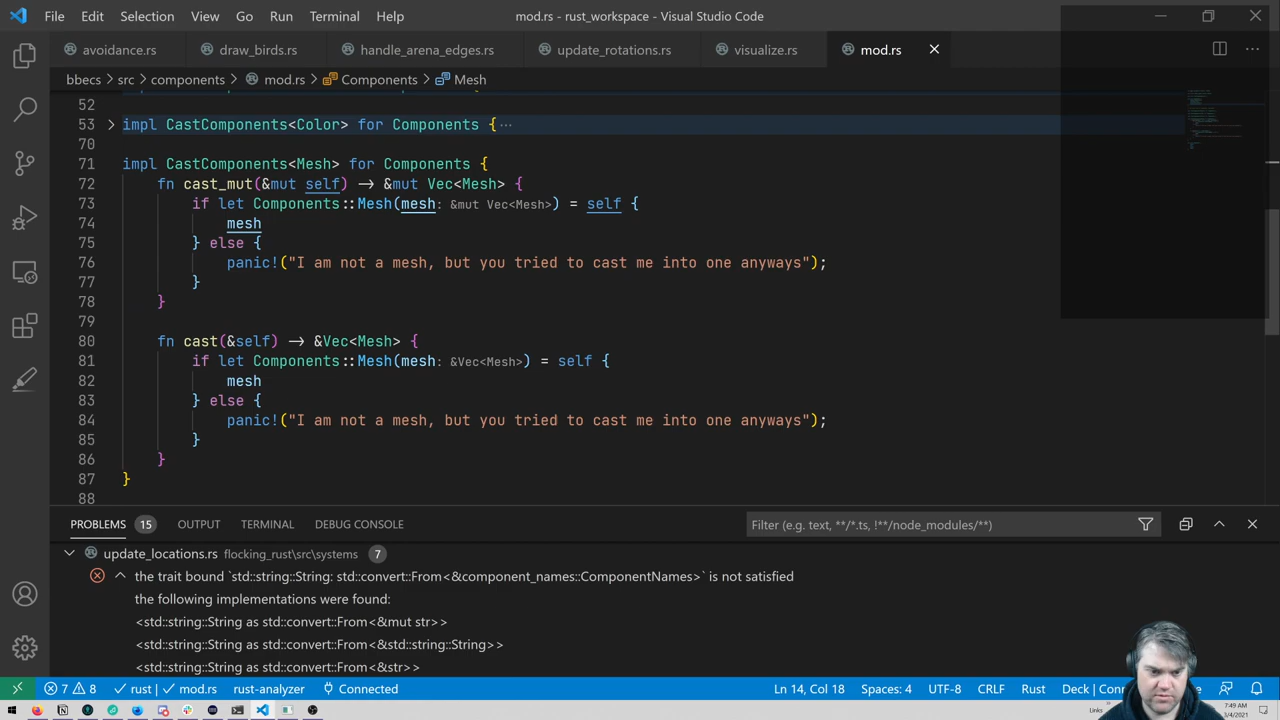 File Edit Selection View Go Run Terminal Help mod.rs - rust_workspace - Visual Studio Code
avoidance.rs draw_birds.rs handle_arena_edges.rs update_rotations.rs visualize.rs mod.rs
bbecs > src > components > mod.rs > Components > Mesh
52
53 impl CastComponents<Color> for Components {
70
71 impl CastComponents<Mesh> for Components {
72 fn cast_mut(&mut self) → &mut Vec<Mesh> {
73 if let Components::Mesh(mesh: &mut Vec<Mesh>) = self {
74 mesh
75 } else {
76 panic!("I am not a mesh, but you tried to cast me into one anyways");
77 }
78 }
79
80 fn cast(&self) → &Vec<Mesh> {
81 if let Components::Mesh(mesh: &Vec<Mesh>) = self {
82 mesh
83 } else {
84 panic!("I am not a mesh, but you tried to cast me into one anyways");
85 }
86 }
87 }
88
PROBLEMS 15 OUTPUT TERMINAL DEBUG CONSOLE Filter (e.g. text, **/*.ts, !**/node_modules/**)
update_locations.rs flocking_rust\src\systems 7
the trait bound `std::string::String: std::convert::From<&component_names::ComponentNames>` is not satisfied
the following implementations were found:
<std::string::String as std::convert::From<&mut str>>
<std::string::String as std::convert::From<&std::string::String>>
<std::string::String as std::convert::From<&str>>
7 8 rust | mod.rs rust-analyzer Connected Ln 14, Col 18 Spaces: 4 UTF-8 CRLF Rust Deck | Conn
Links 7:49 AM
3/4/2021